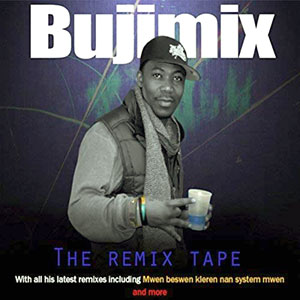 Bujimix
THE REMIX TAPE
With all his latest remixes including Mwen beswen kleren nan system mwen
and more